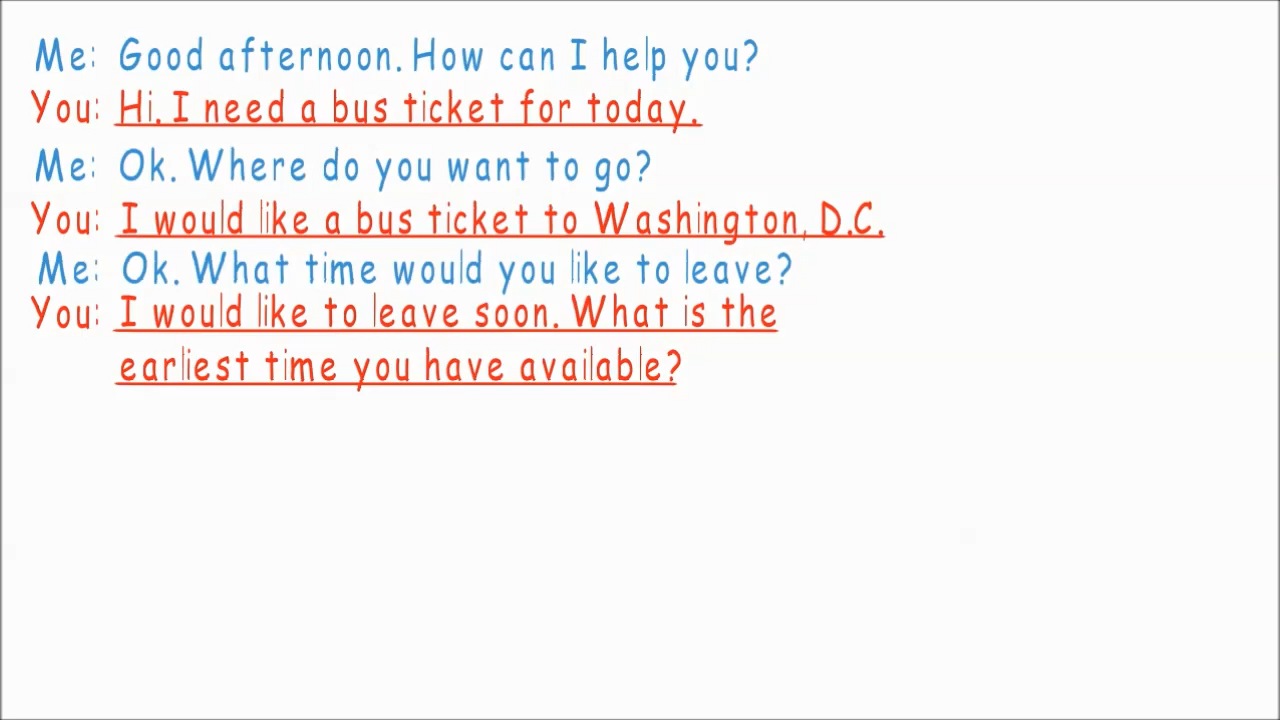 Me: Good afternoon. How can I help you?
You: Hi. I need a bus ticket for today.
Me: Ok. Where do you want to go?
You: I would like a bus ticket to Washington, D.C.
Me: Ok. What time would you like to leave?
You: I would like to leave soon. What is the
earliest time you have available?